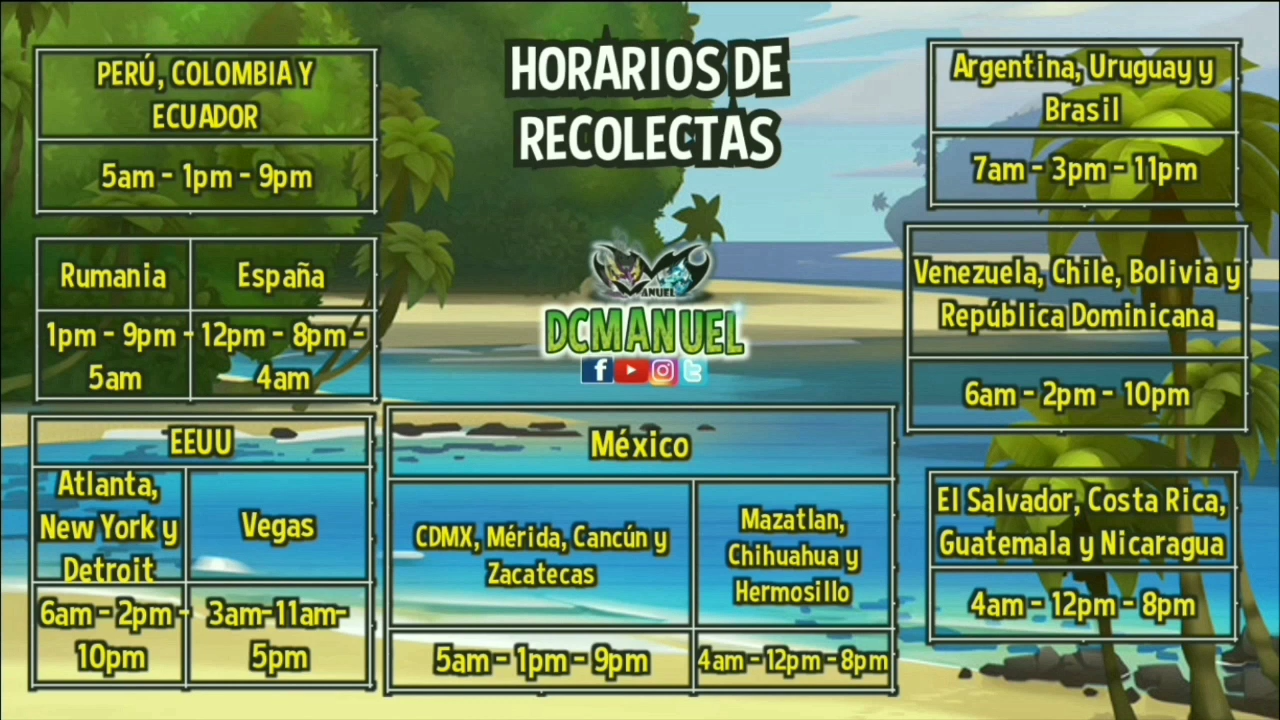 HORARIOS DE
RECOLECTAS
PERÚ, COLOMBIA Y
ECUADOR
5am - 1pm - 9pm
Argentina, Uruguay y
Brasil
7am - 3pm - 11pm
Rumania
1pm - 9pm -
5am
España
12pm - 8pm -
4am
ANUEL
DCMANUEL
Venezuela, Chile, Bolivia y
República Dominicana
6am - 2pm - 10pm
EEUU
Atlanta,
New York y
Detroit
6am - 2pm -
10pm
Vegas
3am-11am-
5pm
México
CDMX, Mérida, Cancún y
Zacatecas
5am - 1pm - 9pm
Mazatlan,
Chihuahua y
Hermosillo
4am - 12pm - 8pm
El Salvador, Costa Rica,
Guatemala y Nicaragua
4am - 12pm - 8pm